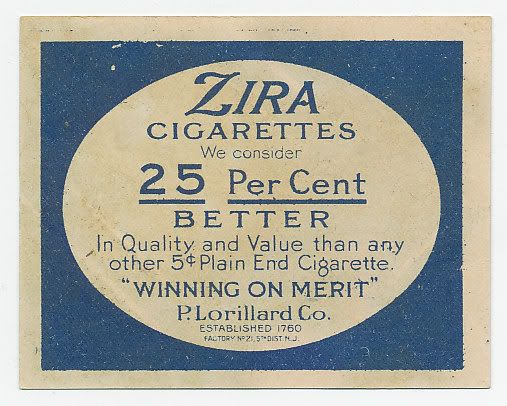 ZIRA
CIGARETTES
We consider
25 Per Cent
BETTER
In Quality and Value than any
other 5¢ Plain End Cigarette.
"WINNING ON MERIT"
P. Lorillard Co.
ESTABLISHED 1760
FACTORY Nº 21, 5TH DIST. N.J.